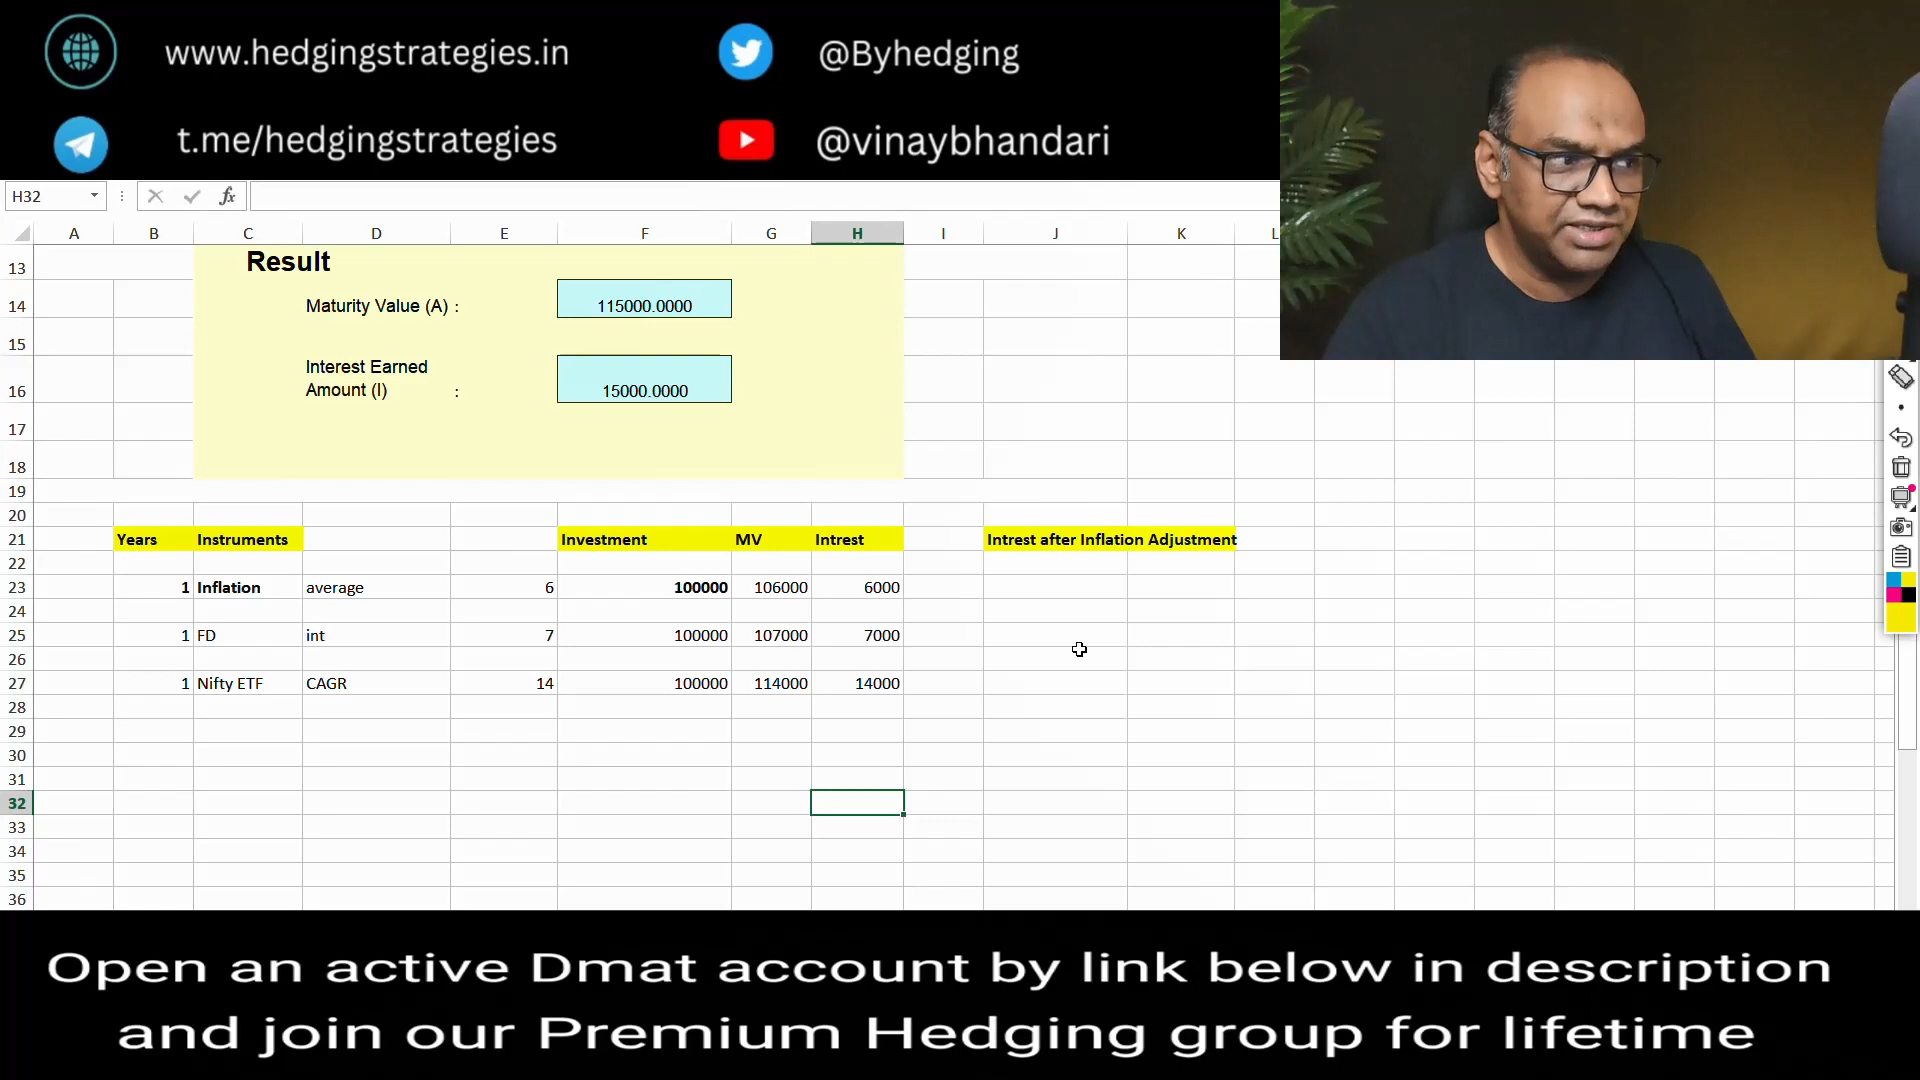 www.hedgingstrategies.in @Byhedging
t.me/hedgingstrategies @vinaybhandari
H32 fx
A B C D E F G H I J K L
13 Result
14 Maturity Value (A) : 115000.0000
15
Interest Earned
16 Amount (I) : 15000.0000
17
18
19
20
21 Years Instruments Investment MV Intrest Intrest after Inflation Adjustment
22
23 1 Inflation average 6 100000 106000 6000
24
25 1 FD int 7 100000 107000 7000
26
27 1 Nifty ETF CAGR 14 100000 114000 14000
28
29
30
31
32
33
34
35
36
Open an active Dmat account by link below in description
and join our Premium Hedging group for lifetime